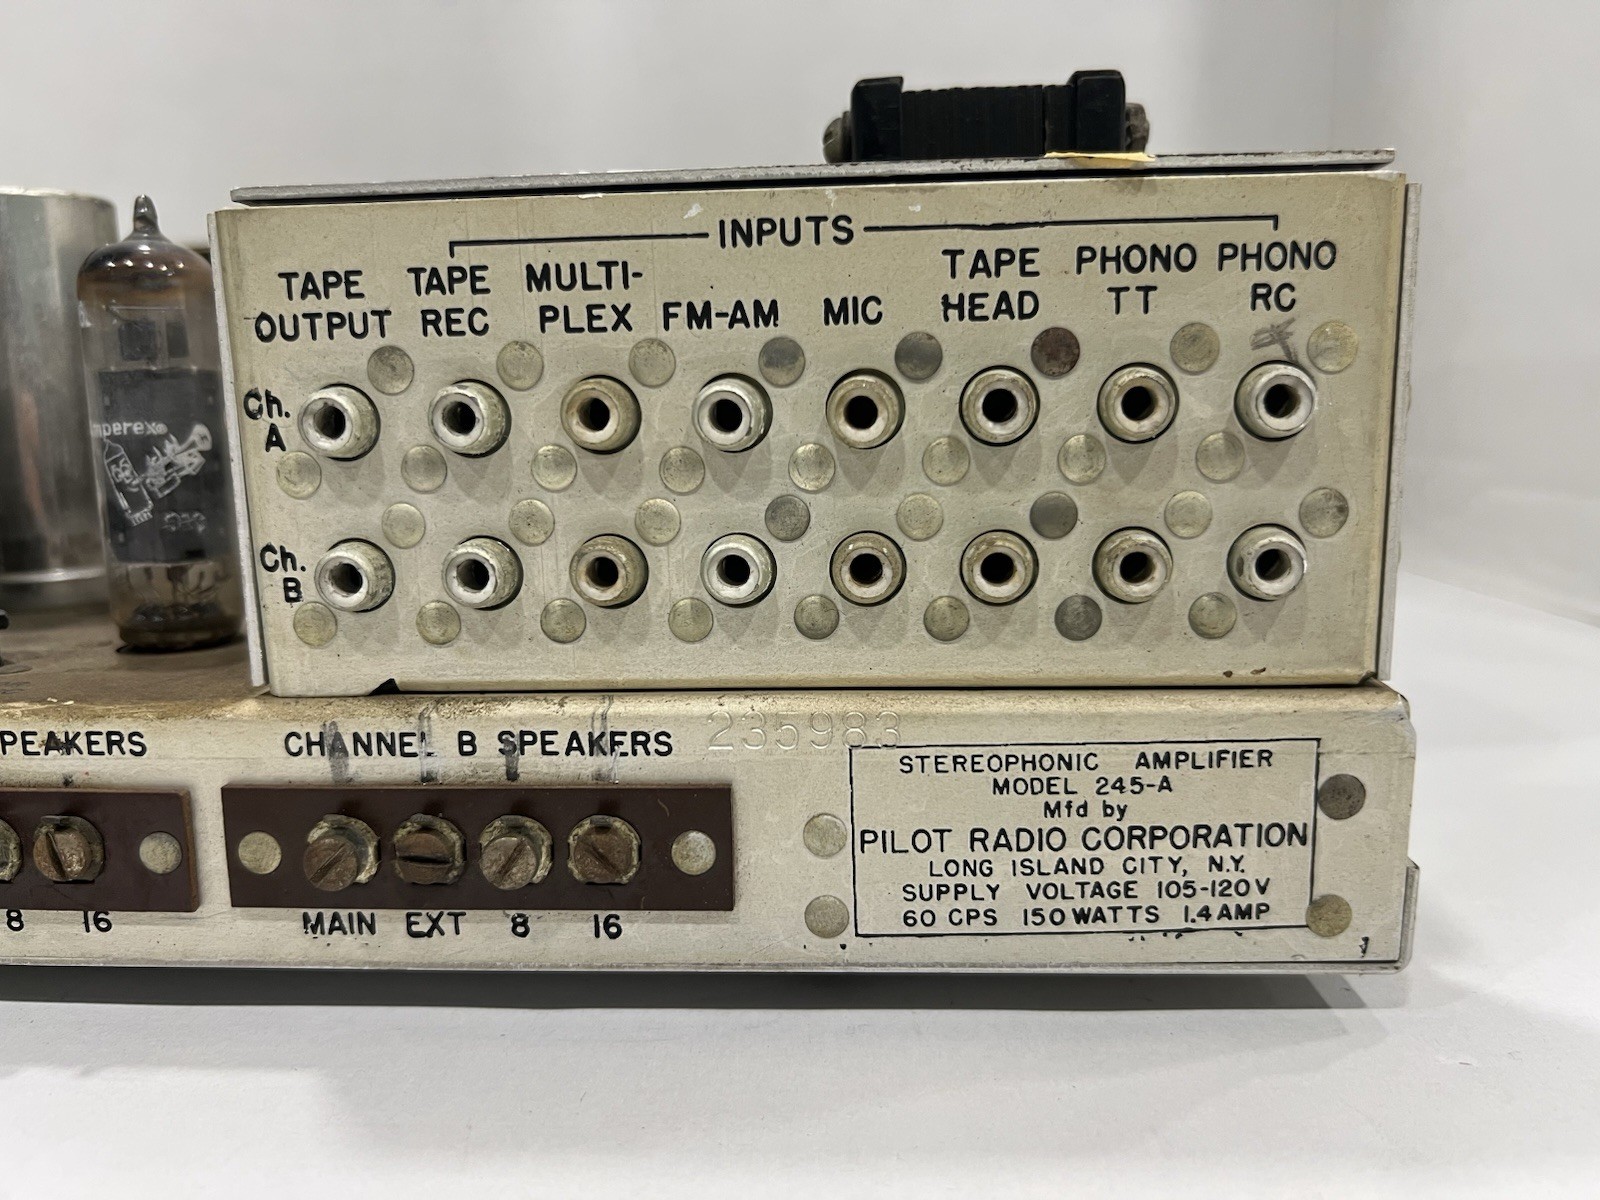 INPUTS
TAPE OUTPUT
TAPE REC
MULTI-PLEX
FM-AM
MIC
TAPE HEAD
PHONO TT
PHONO RC
Ch. A
Amperex®
Ch. B
PEAKERS
CHANNEL B SPEAKERS
235983
8 16
MAIN EXT 8 16
STEREOPHONIC AMPLIFIER
MODEL 245-A
Mfd by
PILOT RADIO CORPORATION
LONG ISLAND CITY, N.Y.
SUPPLY VOLTAGE 105-120V
60 CPS 150 WATTS 1.4 AMP